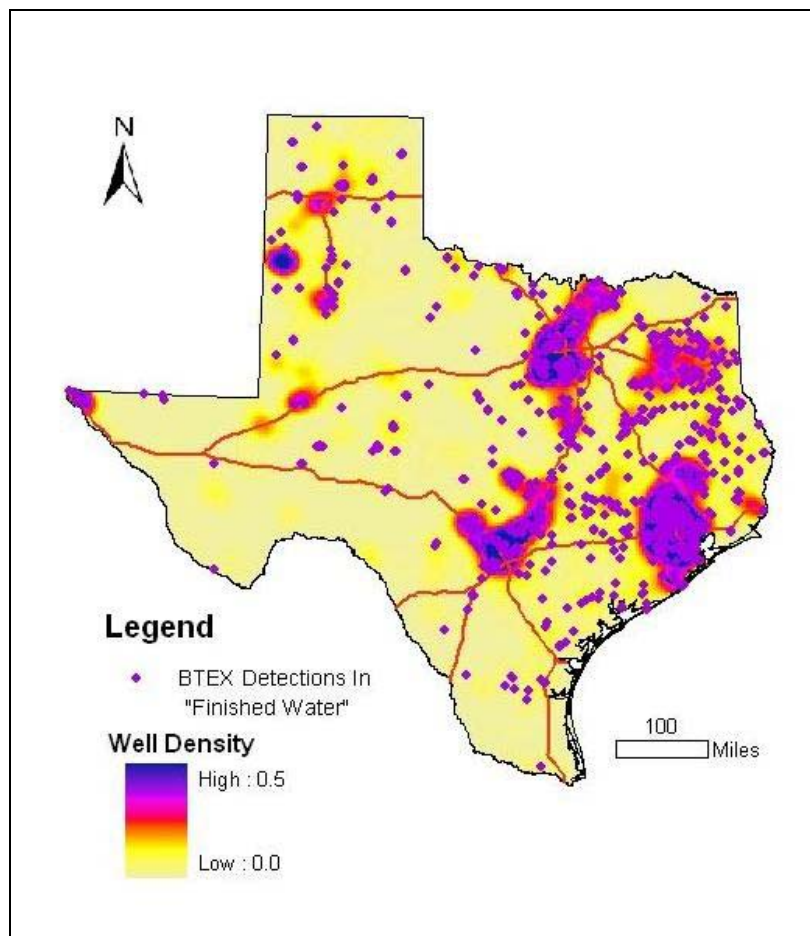 N
Legend
BTEX Detections In
"Finished Water"
Well Density
High : 0.5
Low : 0.0
100
Miles